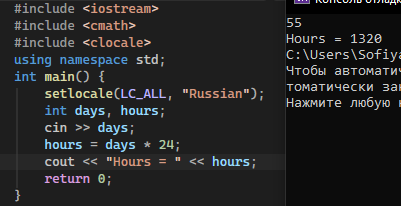 #include <iostream>
#include <cmath>
#include <clocale>
using namespace std;
int main() {
setlocale(LC_ALL, "Russian");
int days, hours;
cin >> days;
hours = days * 24;
cout << "Hours = " << hours;
return 0;
}
55
Hours = 1320
C:\Users\Sofiya
Чтобы автомати
томатически за
Нажмите любую